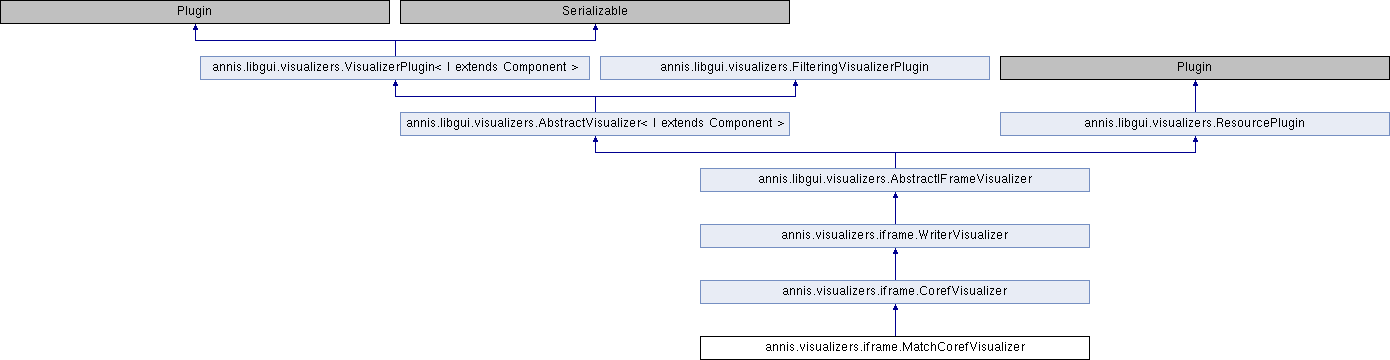 Plugin
Serializable
annis.libgui.visualizers.VisualizerPlugin< I extends Component >
annis.libgui.visualizers.FilteringVisualizerPlugin
Plugin
annis.libgui.visualizers.AbstractVisualizer< I extends Component >
annis.libgui.visualizers.ResourcePlugin
annis.libgui.visualizers.AbstractIFrameVisualizer
annis.visualizers.iframe.WriterVisualizer
annis.visualizers.iframe.CorefVisualizer
annis.visualizers.iframe.MatchCorefVisualizer